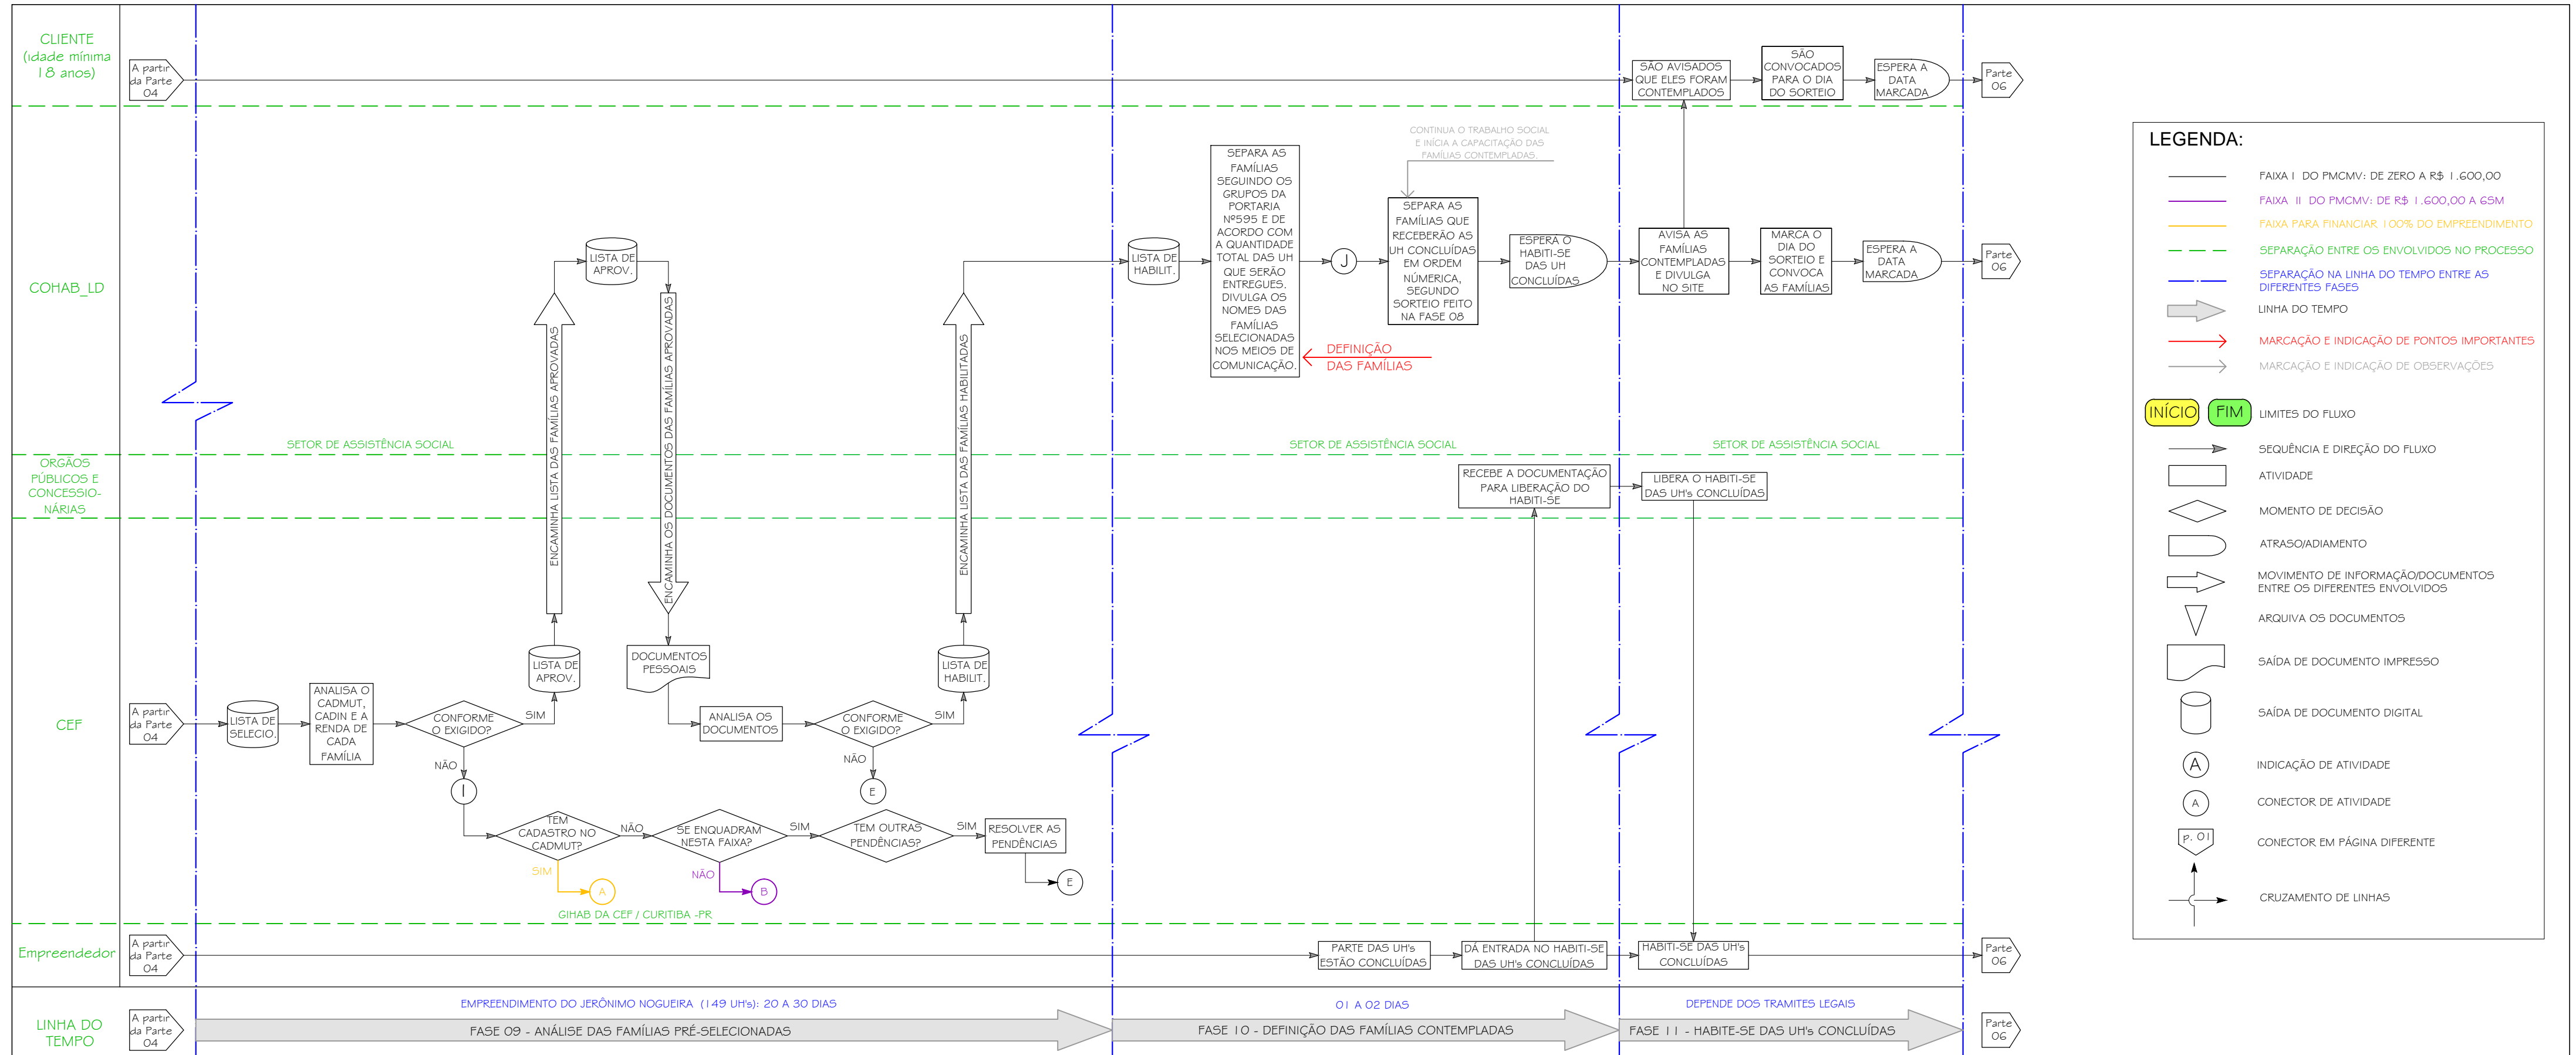 CLIENTE
(idade mínima
18 anos)
A partir
da Parte
04
SÃO AVISADOS
QUE ELES FORAM
CONTEMPLADOS
SÃO
CONVOCADOS
PARA O DIA
DO SORTEIO
ESPERA A
DATA
MARCADA
Parte
06
COHAB_LD
LISTA DE
APROV.
ENCAMINHA LISTA DAS FAMÍLIAS APROVADAS
ENCAMINHA OS DOCUMENTOS DAS FAMÍLIAS APROVADAS
ENCAMINHA LISTA DAS FAMÍLIAS HABILITADAS
LISTA DE
HABILIT.
SEPARA AS
FAMÍLIAS
SEGUINDO OS
GRUPOS DA
PORTARIA
Nº595 E DE
ACORDO COM
A QUANTIDADE
TOTAL DAS UH
QUE SERÃO
ENTREGUES.
DIVULGA OS
NOMES DAS
FAMÍLIAS
SELECIONADAS
NOS MEIOS DE
COMUNICAÇÃO.
DEFINIÇÃO
DAS FAMÍLIAS
J
CONTINUA O TRABALHO SOCIAL
E INÍCIA A CAPACITAÇÃO DAS
FAMÍLIAS CONTEMPLADAS.
SEPARA AS
FAMÍLIAS QUE
RECEBERÃO AS
UH CONCLUÍDAS
EM ORDEM
NÚMERICA,
SEGUNDO
SORTEIO FEITO
NA FASE 08
ESPERA O
HABITI-SE
DAS UH
CONCLUÍDAS
AVISA AS
FAMÍLIAS
CONTEMPLADAS
E DIVULGA
NO SITE
MARCA O
DIA DO
SORTEIO E
CONVOCA
AS FAMÍLIAS
ESPERA A
DATA
MARCADA
Parte
06
SETOR DE ASSISTÊNCIA SOCIAL
SETOR DE ASSISTÊNCIA SOCIAL
SETOR DE ASSISTÊNCIA SOCIAL
ORGÃOS
PÚBLICOS E
CONCESSIO-
NÁRIAS
RECEBE A DOCUMENTAÇÃO
PARA LIBERAÇÃO DO
HABITI-SE
LIBERA O HABITI-SE
DAS UH's CONCLUÍDAS
CEF
A partir
da Parte
04
LISTA DE
SELECIO.
ANALISA O
CADMUT,
CADIN E A
RENDA DE
CADA
FAMÍLIA
CONFORME
O EXIGIDO?
SIM
NÃO
LISTA DE
APROV.
DOCUMENTOS
PESSOAIS
ANALISA OS
DOCUMENTOS
CONFORME
O EXIGIDO?
SIM
NÃO
LISTA DE
HABILIT.
I
E
TEM
CADASTRO NO
CADMUT?
NÃO
SIM
A
SE ENQUADRAM
NESTA FAIXA?
SIM
NÃO
B
TEM OUTRAS
PENDÊNCIAS?
SIM
RESOLVER AS
PENDÊNCIAS
E
GIHAB DA CEF / CURITIBA -PR
Empreendedor
A partir
da Parte
04
PARTE DAS UH's
ESTÃO CONCLUÍDAS
DÁ ENTRADA NO HABITI-SE
DAS UH's CONCLUÍDAS
HABITI-SE DAS UH's
CONCLUÍDAS
Parte
06
LINHA DO
TEMPO
A partir
da Parte
04
EMPREENDIMENTO DO JERÔNIMO NOGUEIRA (149 UH's): 20 A 30 DIAS
FASE 09 - ANÁLISE DAS FAMÍLIAS PRÉ-SELECIONADAS
01 A 02 DIAS
FASE 10 - DEFINIÇÃO DAS FAMÍLIAS CONTEMPLADAS
DEPENDE DOS TRAMITES LEGAIS
FASE 11 - HABITE-SE DAS UH's CONCLUÍDAS
Parte
06
LEGENDA:
FAIXA I DO PMCMV: DE ZERO A R$ 1.600,00
FAIXA II DO PMCMV: DE R$ 1.600,00 A 6SM
FAIXA PARA FINANCIAR 100% DO EMPREENDIMENTO
SEPARAÇÃO ENTRE OS ENVOLVIDOS NO PROCESSO
SEPARAÇÃO NA LINHA DO TEMPO ENTRE AS
DIFERENTES FASES
LINHA DO TEMPO
MARCAÇÃO E INDICAÇÃO DE PONTOS IMPORTANTES
MARCAÇÃO E INDICAÇÃO DE OBSERVAÇÕES
INÍCIO FIM LIMITES DO FLUXO
SEQUÊNCIA E DIREÇÃO DO FLUXO
ATIVIDADE
MOMENTO DE DECISÃO
ATRASO/ADIAMENTO
MOVIMENTO DE INFORMAÇÃO/DOCUMENTOS
ENTRE OS DIFERENTES ENVOLVIDOS
ARQUIVA OS DOCUMENTOS
SAÍDA DE DOCUMENTO IMPRESSO
SAÍDA DE DOCUMENTO DIGITAL
A INDICAÇÃO DE ATIVIDADE
A CONECTOR DE ATIVIDADE
p. 01 CONECTOR EM PÁGINA DIFERENTE
CRUZAMENTO DE LINHAS